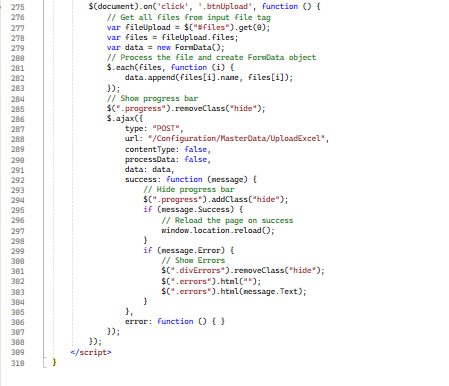 275 $(document).on('click', '.btnUpload', function () {
276 // Get all files from input file tag
277 var fileUpload = $("#files").get(0);
278 var files = fileUpload.files;
279 var data = new FormData();
280 // Process the file and create FormData object
281 $.each(files, function (i) {
282 data.append(files[i].name, files[i]);
283 });
284 // Show progress bar
285 $(".progress").removeClass("hide");
286 $.ajax({
287 type: "POST",
288 url: "/Configuration/MasterData/UploadExcel",
289 contentType: false,
290 processData: false,
291 data: data,
292 success: function (message) {
293 // Hide progress bar
294 $(".progress").addClass("hide");
295 if (message.Success) {
296 // Reload the page on success
297 window.location.reload();
298 }
299 if (message.Error) {
300 // Show Errors
301 $(".divErrors").removeClass("hide");
302 $(".errors").html("");
303 $(".errors").html(message.Text);
304 }
305 },
306 error: function () { }
307 });
308 });
309 </script>
310 }